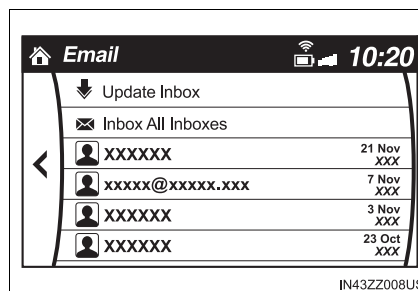 Email 10:20
Update Inbox
Inbox All Inboxes
XXXXXX 21 Nov
XXX
xxxxx@xxxxx.xxx 7 Nov
XXX
XXXXXX 3 Nov
XXX
XXXXXX 23 Oct
XXX
IN43ZZ008US